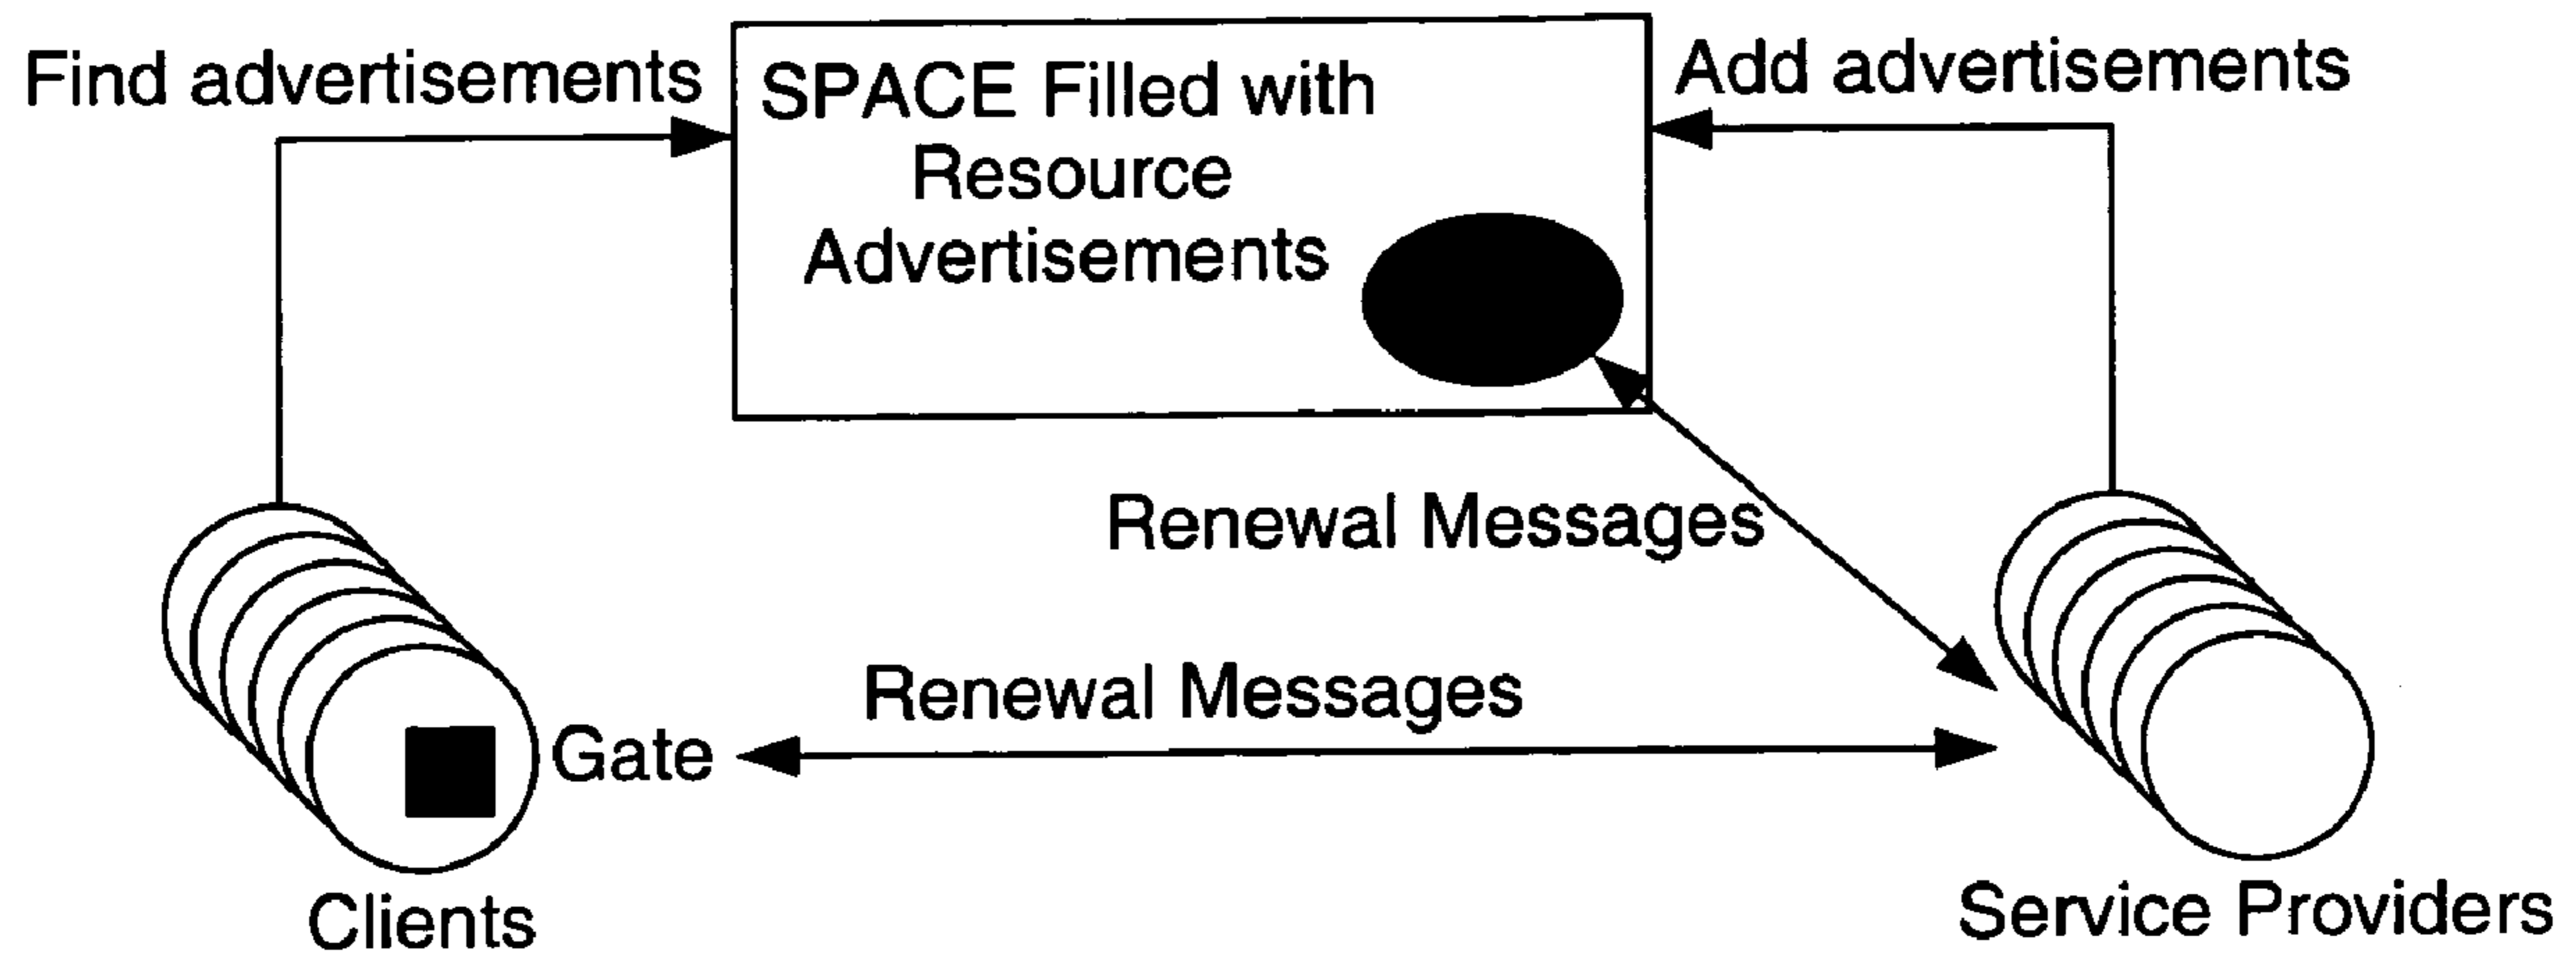 Find advertisements
SPACE Filled with
Resource
Advertisements
Add advertisements
Renewal Messages
Renewal Messages
Gate
Clients
Service Providers